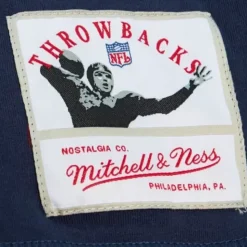 THROWBACKS
NFL
NOSTALGIA CO.
Mitchell & Ness
PHILADELPHIA, PA.